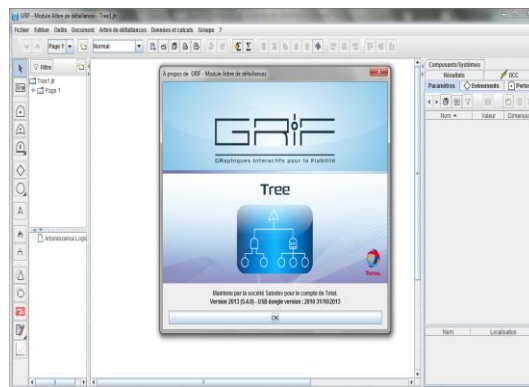 GRIF - Module Arbre de défaillances - Tree1.jtr
Fichier Edition Outils Document Arbre de défaillances Données et calculs Groupe ?
Page 1 Normal
Filtre
Tree1.jtr
Page 1
Composants/Systèmes
Résultats DCC
Paramètres Evénements
Nom Valeur Dimension
A propos de GRIF - Module Arbre de défaillances
GRIF
GRaphiques Interactifs pour la Fiabilité
Tree
TOTAL
Maintenu par la société Satodev pour le compte de Total.
Version 2013 (5.4.0) - USB dongle version : 2010 31/10/2013
OK
Nom Localisation